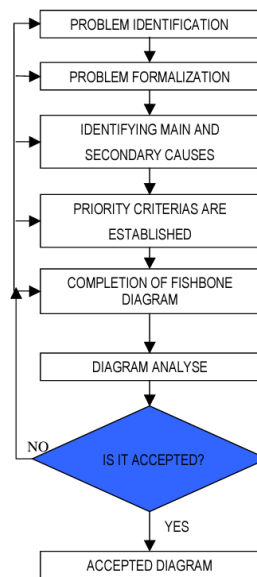 PROBLEM IDENTIFICATION
PROBLEM FORMALIZATION
IDENTIFYING MAIN AND
SECONDARY CAUSES
PRIORITY CRITERIAS ARE
ESTABLISHED
COMPLETION OF FISHBONE
DIAGRAM
DIAGRAM ANALYSE
NO
IS IT ACCEPTED?
YES
ACCEPTED DIAGRAM